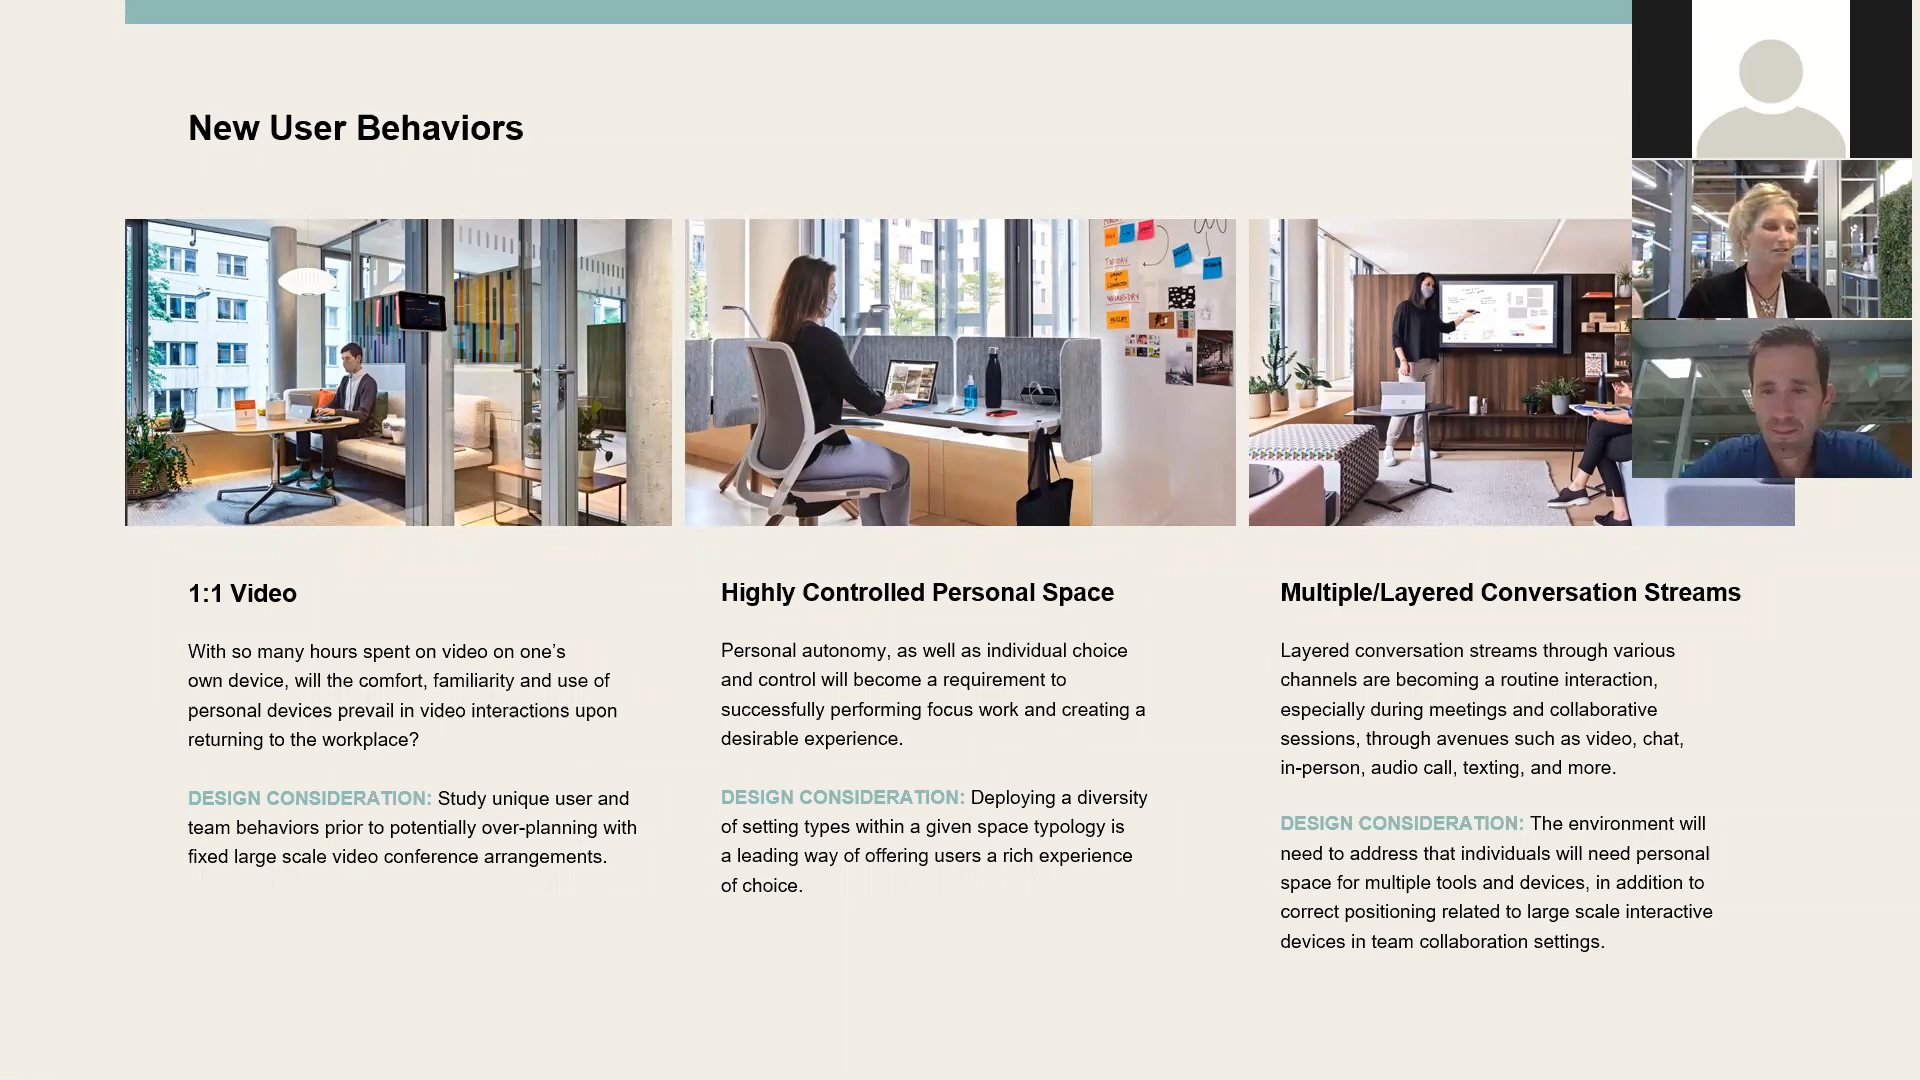 New User Behaviors
TUESDAY
1:1 Video
With so many hours spent on video on one’s
own device, will the comfort, familiarity and use of
personal devices prevail in video interactions upon
returning to the workplace?
DESIGN CONSIDERATION: Study unique user and
team behaviors prior to potentially over-planning with
fixed large scale video conference arrangements.
Highly Controlled Personal Space
Personal autonomy, as well as individual choice
and control will become a requirement to
successfully performing focus work and creating a
desirable experience.
DESIGN CONSIDERATION: Deploying a diversity
of setting types within a given space typology is
a leading way of offering users a rich experience
of choice.
Multiple/Layered Conversation Streams
Layered conversation streams through various
channels are becoming a routine interaction,
especially during meetings and collaborative
sessions, through avenues such as video, chat,
in-person, audio call, texting, and more.
DESIGN CONSIDERATION: The environment will
need to address that individuals will need personal
space for multiple tools and devices, in addition to
correct positioning related to large scale interactive
devices in team collaboration settings.